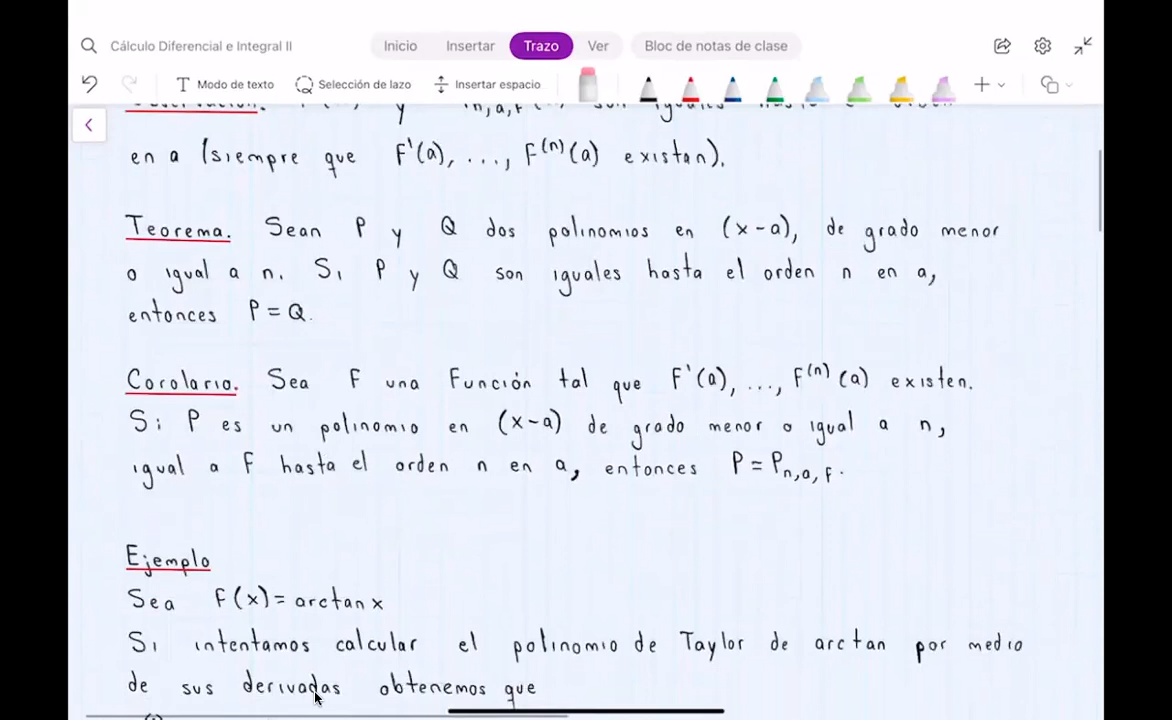 Cálculo Diferencial e Integral II
Inicio Insertar Trazo Ver Bloc de notas de clase
Modo de texto Selección de lazo Insertar espacio
en a (siempre que F'(a), ..., F^(n)(a) existan).
Teorema. Sean P y Q dos polinomios en (x-a), de grado menor
o igual a n. Si P y Q son iguales hasta el orden n en a,
entonces P = Q.
Corolario. Sea F una Función tal que F'(a), ..., F^(n)(a) existen.
Si P es un polinomio en (x-a) de grado menor o igual a n,
igual a F hasta el orden n en a, entonces P = P_n,a,F.
Ejemplo
Sea F(x) = arctan x
Si intentamos calcular el polinomio de Taylor de arctan por medio
de sus derivadas obtenemos que